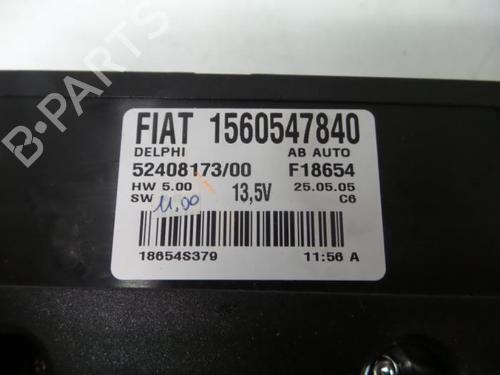 FIAT 1560547840
DELPHI AB AUTO
52408173/00 F18654
HW 5.00 13,5V 25.05.05
SW 11.00 C6
18654S379 11:56 A
B-PARTS